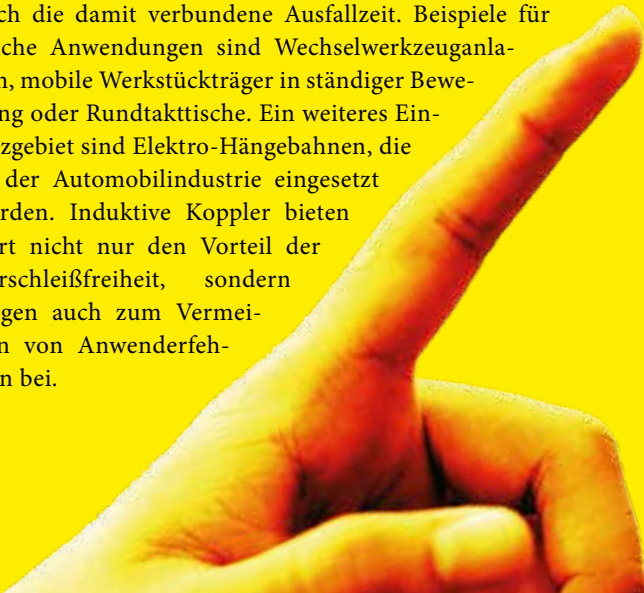 ch die damit verbundene Ausfallzeit. Beispiele für
che Anwendungen sind Wechselwerkzeuganla-
n, mobile Werkstückträger in ständiger Bewe-
ng oder Rundtakttische. Ein weiteres Ein-
zgebiet sind Elektro-Hängebahnen, die
der Automobilindustrie eingesetzt
rden. Induktive Koppler bieten
rt nicht nur den Vorteil der
rschleißfreiheit, sondern
gen auch zum Vermei-
n von Anwenderfeh-
n bei.